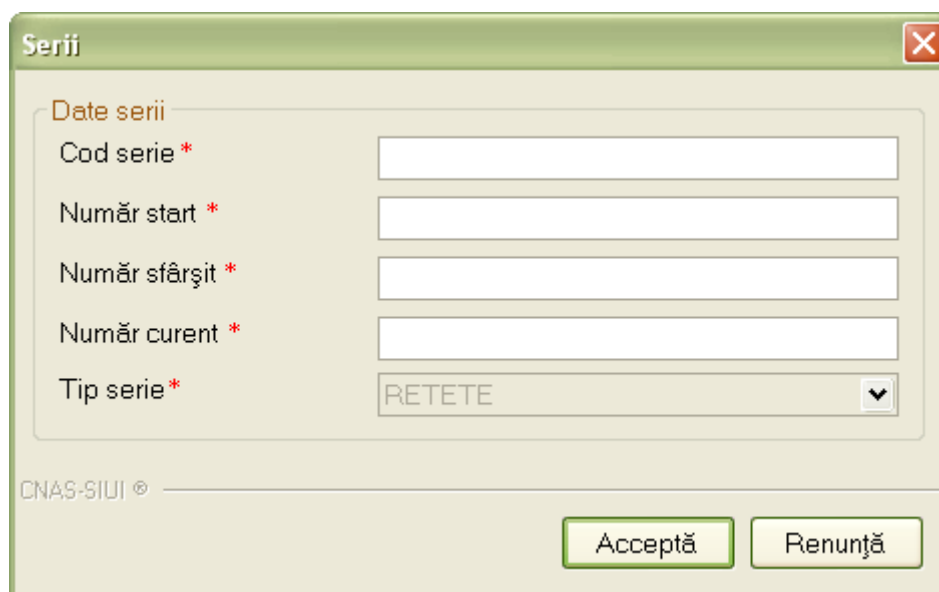 Serii
Date serii
Cod serie *
Număr start *
Număr sfârşit *
Număr curent *
Tip serie *
RETETE
CNAS-SIUI ®
Acceptă Renunţă